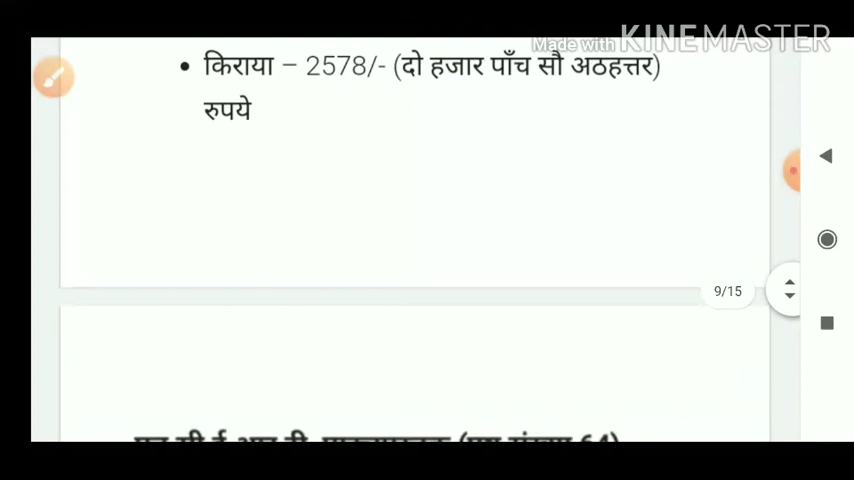 Made with KINEMASTER
• किराया – 2578/- (दो हजार पाँच सौ अठहत्तर)
रुपये
9/15